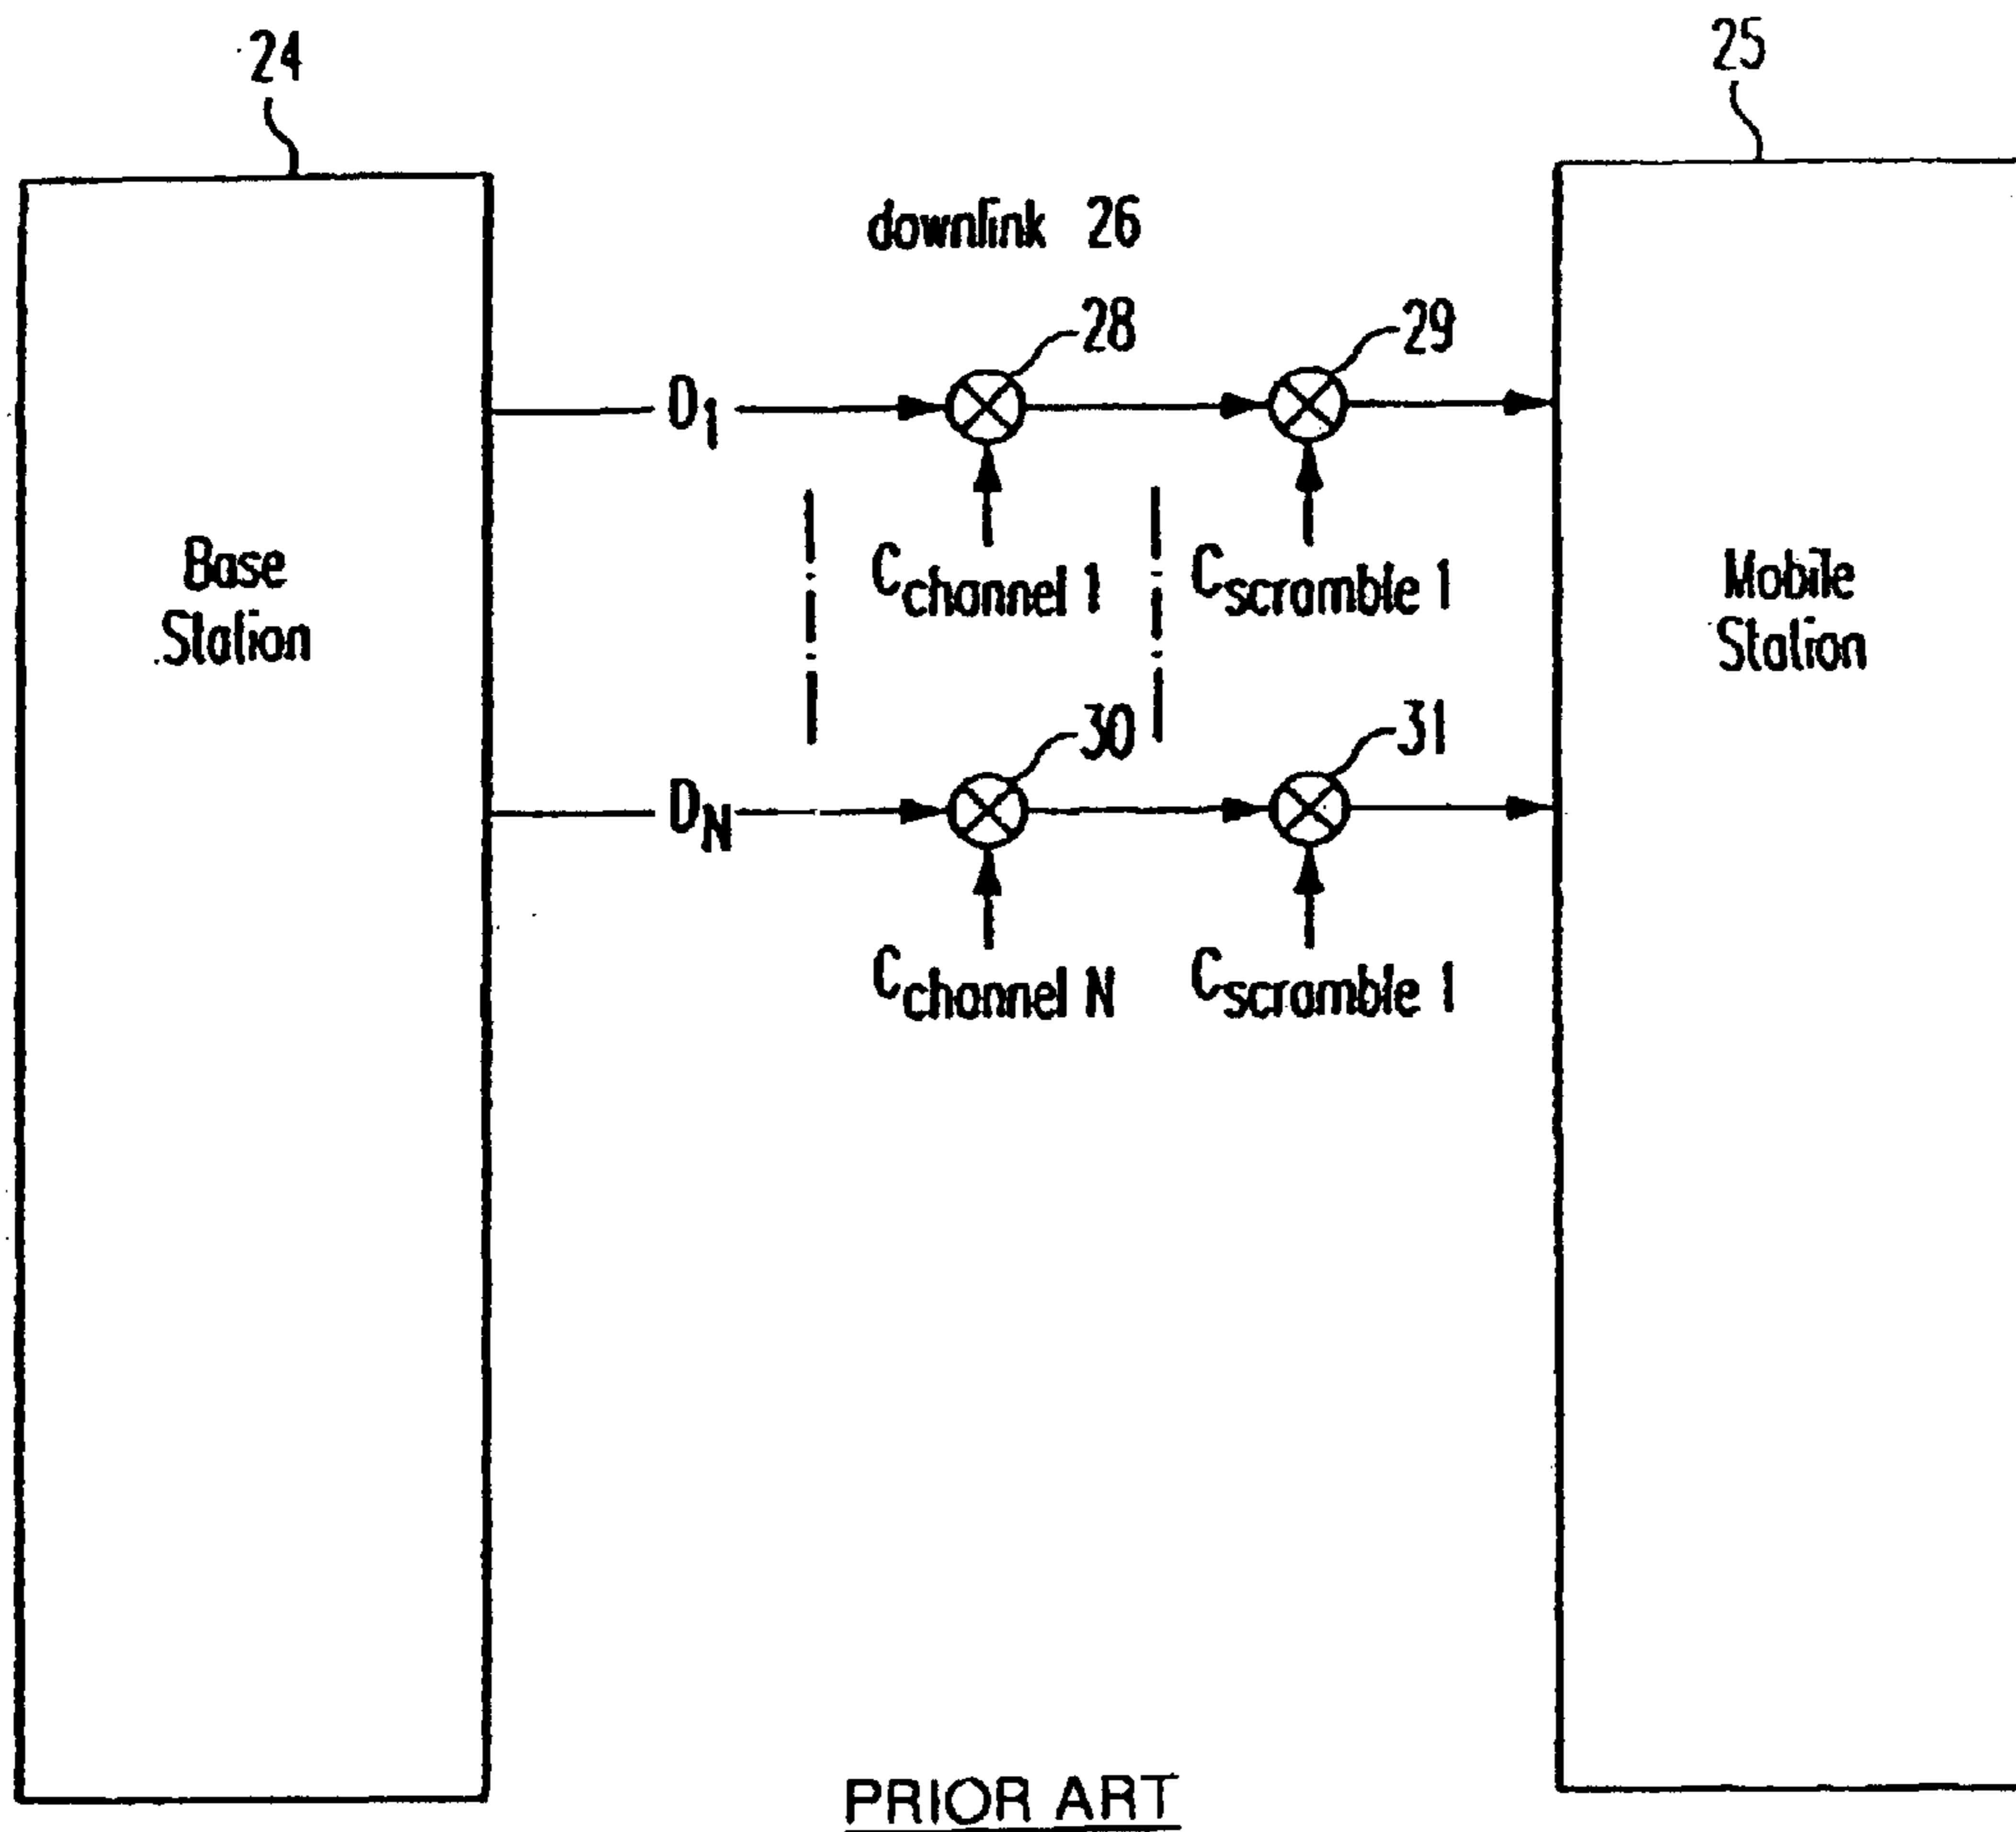 24
25
downlink 26
28
29
D1
Base
Station
Cchannel 1
Cscramble 1
Mobile
Station
30
31
DN
Cchannel N
Cscramble 1
PRIOR ART